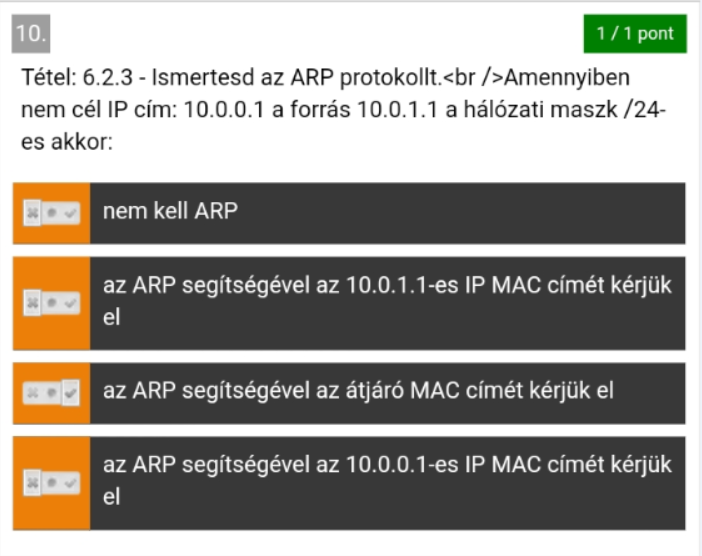 10.
1 / 1 pont
Tétel: 6.2.3 - Ismertesd az ARP protokollt.<br />Amennyiben
nem cél IP cím: 10.0.0.1 a forrás 10.0.1.1 a hálózati maszk /24-
es akkor:
nem kell ARP
az ARP segítségével az 10.0.1.1-es IP MAC címét kérjük
el
az ARP segítségével az átjáró MAC címét kérjük el
az ARP segítségével az 10.0.0.1-es IP MAC címét kérjük
el